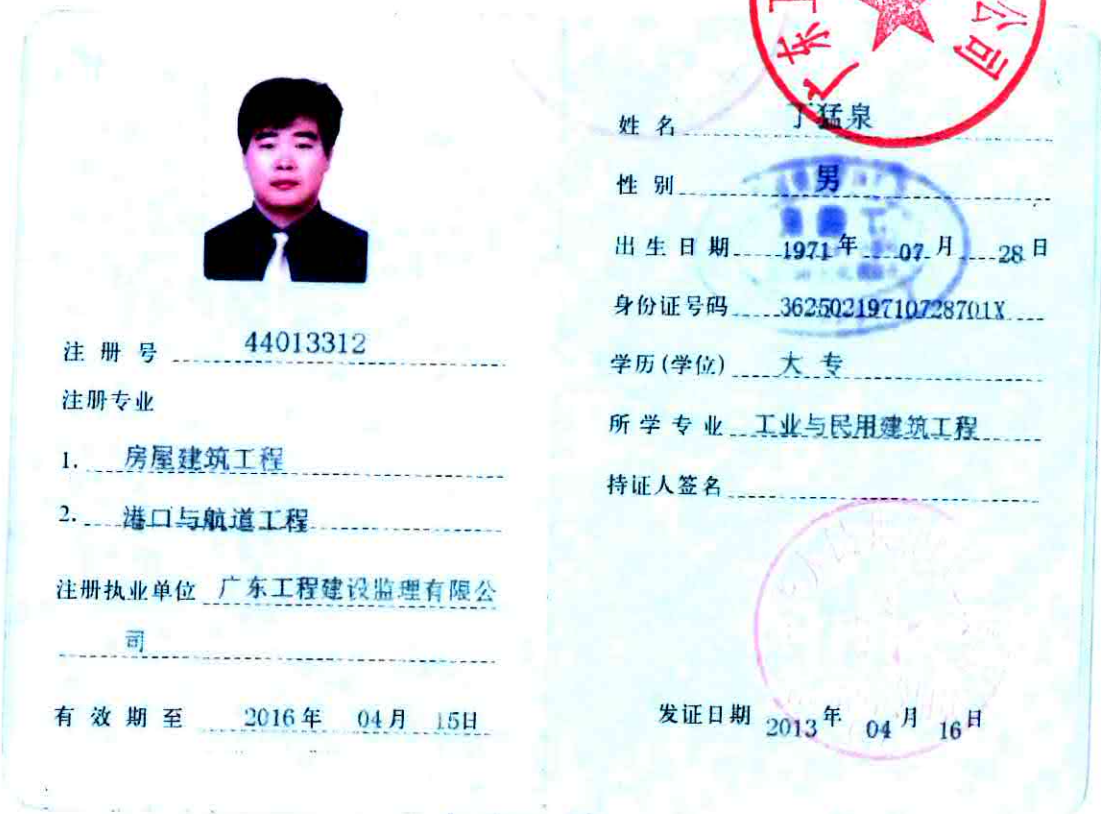 注 册 号 44013312
注册专业
1. 房屋建筑工程
2. 港口与航道工程
注册执业单位 广东工程建设监理有限公
司
有 效 期 至 2016年 04月 15日
姓 名 丁猛泉
性 别 男
出 生 日 期 1971年 07月 28日
身份证号码 36250219710728701X
学历(学位) 大 专
所 学 专 业 工业与民用建筑工程
持证人签名
发证日期 2013年 04月 16日
广东工
公司